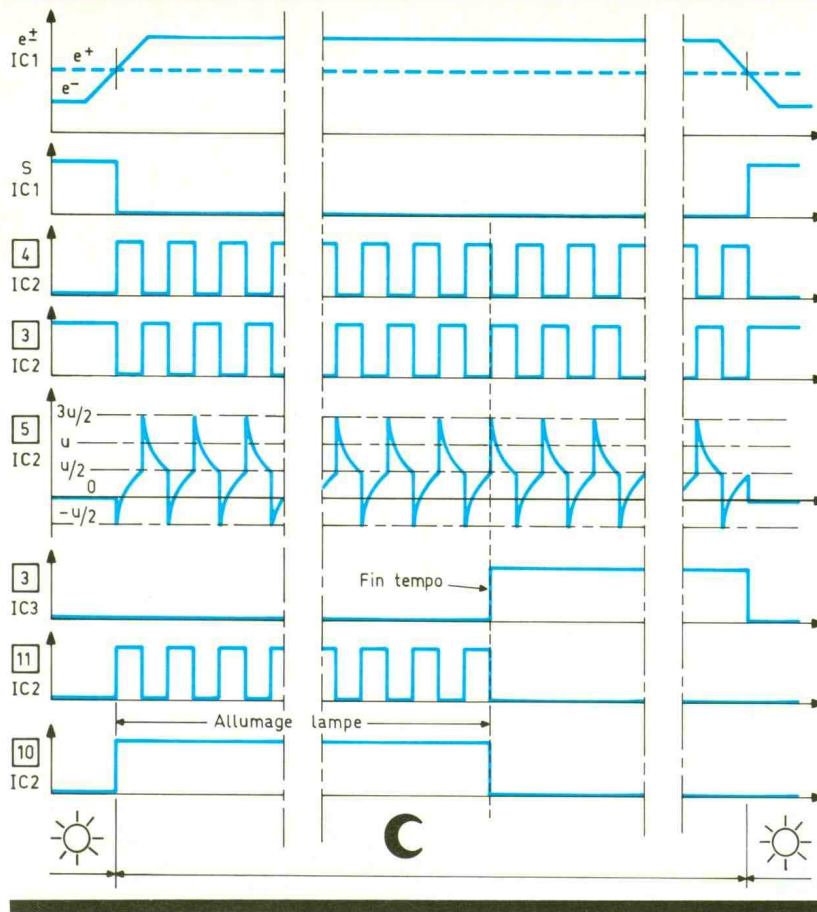 e±
IC1
e+
e-
S
IC1
4
IC2
3
IC2
5
IC2
3u/2
u
u/2
0
-u/2
3
IC3
Fin tempo
11
IC2
Allumage lampe
10
IC2